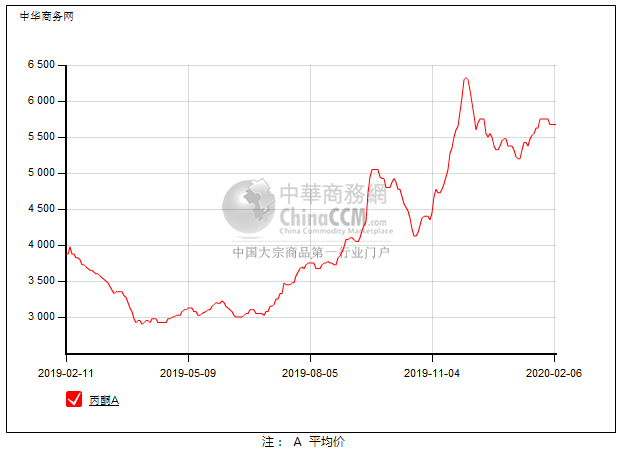 中华商务网
6 500
6 000
5 500
5 000
4 500
4 000
3 500
3 000
中華商務網
ChinaCCM.com
China Commodity Marketplace
中国大宗商品第一行业门户
2019-02-11
2019-05-09
2019-08-05
2019-11-04
2020-02-06
丙酮A
注： A 平均价